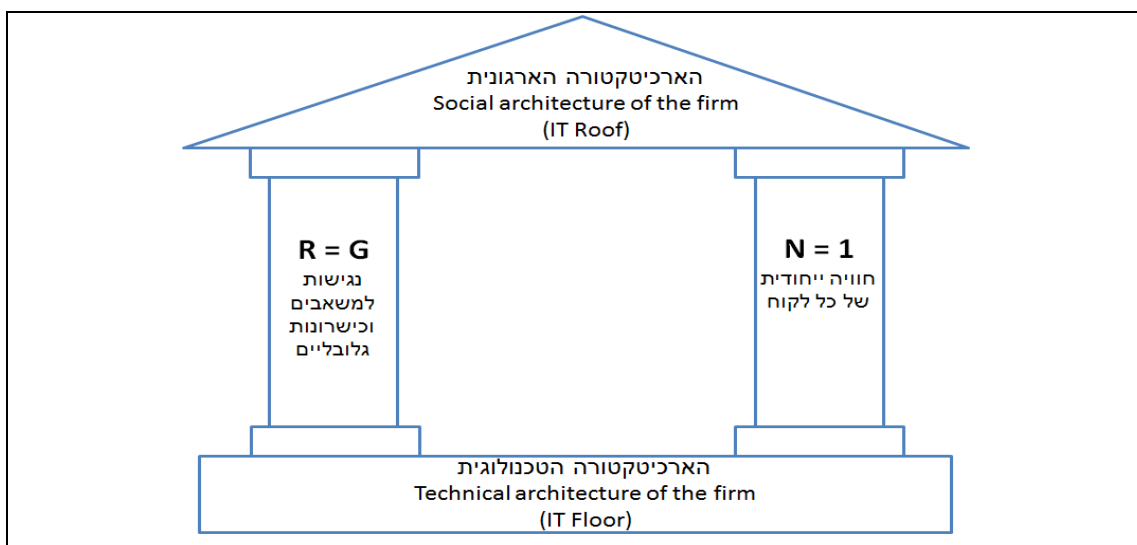 הארכיטקטורה הארגונית
Social architecture of the firm
(IT Roof)
R = G
נגישות
למשאבים
וכישרונות
גלובליים
N = 1
חוויה ייחודית
של כל לקוח
הארכיטקטורה הטכנולוגית
Technical architecture of the firm
(IT Floor)